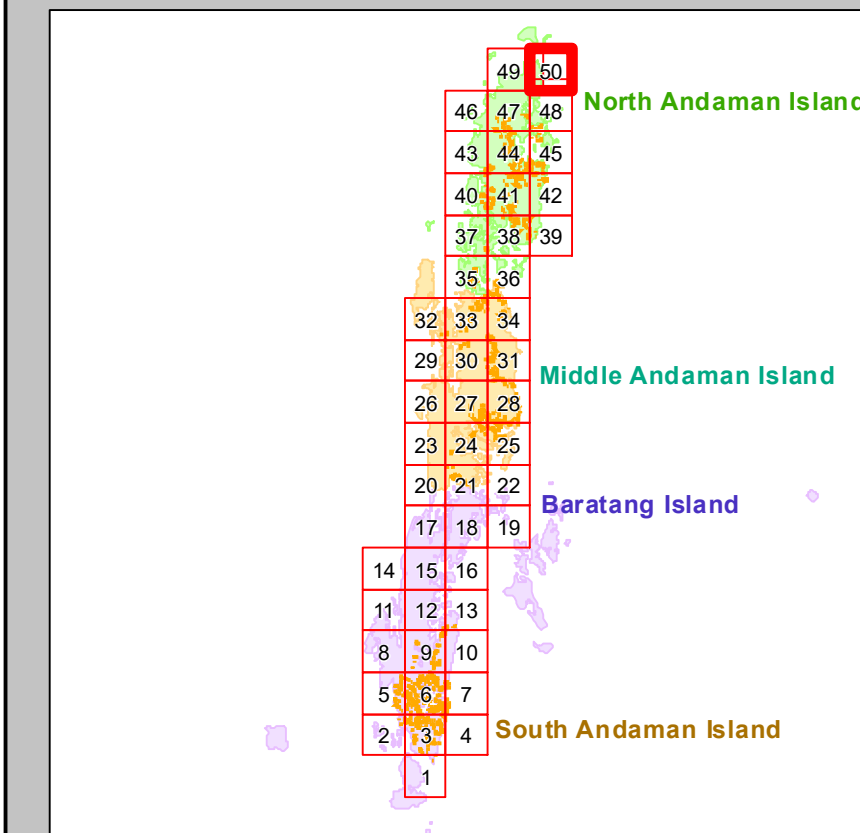 49 50
North Andaman Island
46 47 48
43 44 45
40 41 42
37 38 39
35 36
32 33 34
29 30 31
Middle Andaman Island
26 27 28
23 24 25
20 21 22
Baratang Island
17 18 19
14 15 16
11 12 13
8 9 10
5 6 7
South Andaman Island
2 3 4
1